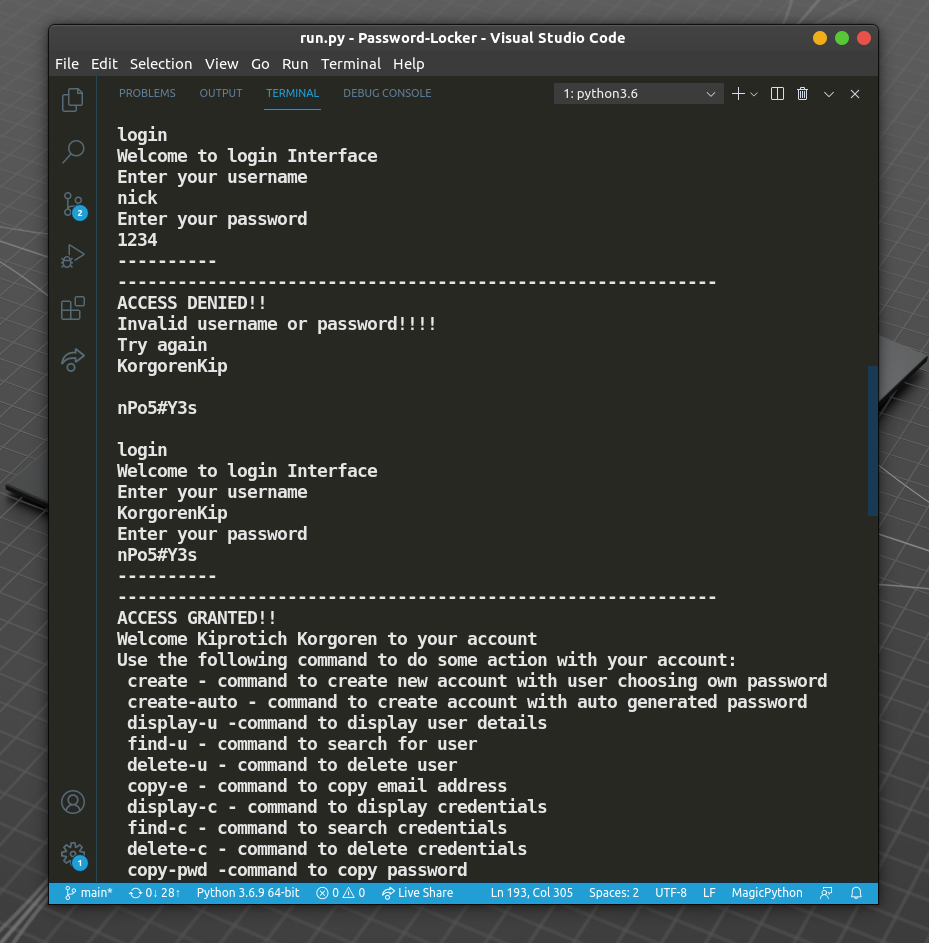 run.py - Password-Locker - Visual Studio Code
File Edit Selection View Go Run Terminal Help
PROBLEMS OUTPUT TERMINAL DEBUG CONSOLE 1: python3.6
login
Welcome to login Interface
Enter your username
nick
Enter your password
1234
----------
------------------------------------------------------------
ACCESS DENIED!!
Invalid username or password!!!!
Try again
KorgorenKip
nPo5#Y3s
login
Welcome to login Interface
Enter your username
KorgorenKip
Enter your password
nPo5#Y3s
----------
------------------------------------------------------------
ACCESS GRANTED!!
Welcome Kiprotich Korgoren to your account
Use the following command to do some action with your account:
create - command to create new account with user choosing own password
create-auto - command to create account with auto generated password
display-u -command to display user details
find-u - command to search for user
delete-u - command to delete user
copy-e - command to copy email address
display-c - command to display credentials
find-c - command to search credentials
delete-c - command to delete credentials
copy-pwd -command to copy password
2
1
main* 0↓ 28↑ Python 3.6.9 64-bit 0 0 Live Share Ln 193, Col 305 Spaces: 2 UTF-8 LF MagicPython